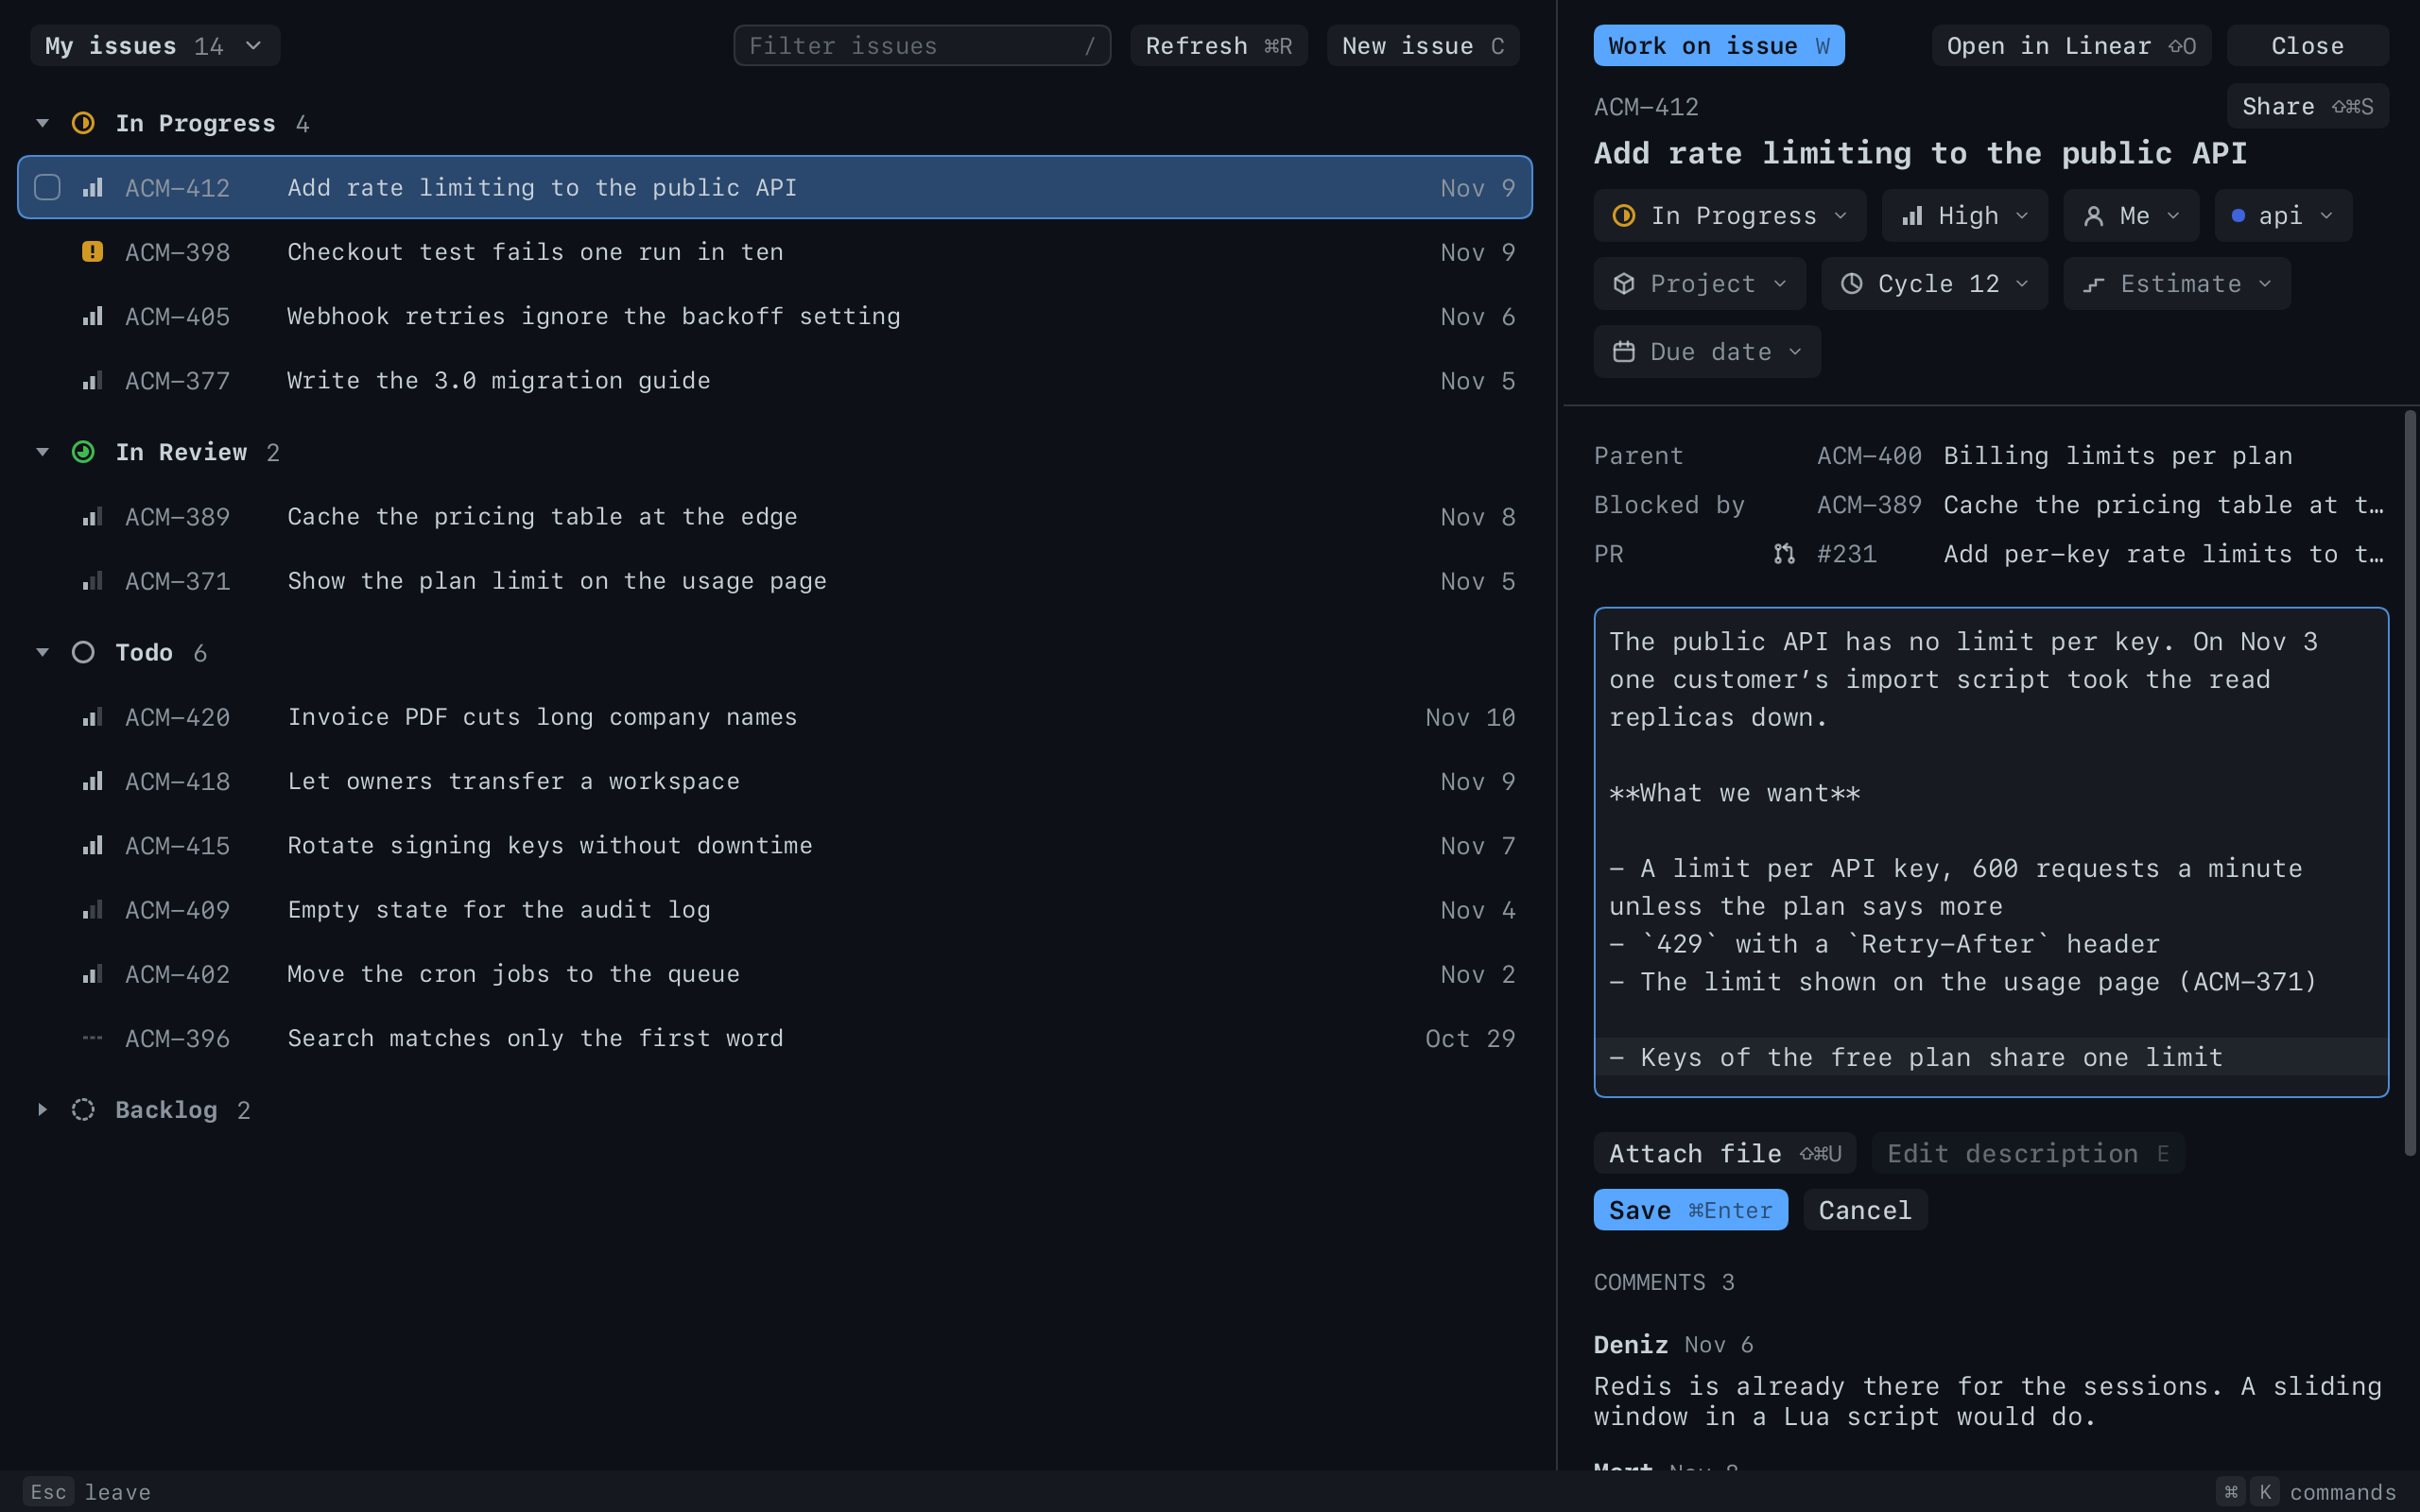 My issues 14
Filter issues /
Refresh ⌘R
New issue C
In Progress 4
ACM-412 Add rate limiting to the public API Nov 9
ACM-398 Checkout test fails one run in ten Nov 9
ACM-405 Webhook retries ignore the backoff setting Nov 6
ACM-377 Write the 3.0 migration guide Nov 5
In Review 2
ACM-389 Cache the pricing table at the edge Nov 8
ACM-371 Show the plan limit on the usage page Nov 5
Todo 6
ACM-420 Invoice PDF cuts long company names Nov 10
ACM-418 Let owners transfer a workspace Nov 9
ACM-415 Rotate signing keys without downtime Nov 7
ACM-409 Empty state for the audit log Nov 4
ACM-402 Move the cron jobs to the queue Nov 2
ACM-396 Search matches only the first word Oct 29
Backlog 2
Work on issue W
Open in Linear ⇧O
Close
ACM-412
Share ⇧⌘S
Add rate limiting to the public API
In Progress High Me api
Project Cycle 12 Estimate
Due date
Parent ACM-400 Billing limits per plan
Blocked by ACM-389 Cache the pricing table at t…
PR #231 Add per-key rate limits to t…
The public API has no limit per key. On Nov 3
one customer’s import script took the read
replicas down.
**What we want**
- A limit per API key, 600 requests a minute
unless the plan says more
- `429` with a `Retry-After` header
- The limit shown on the usage page (ACM-371)
- Keys of the free plan share one limit
Attach file ⇧⌘U
Edit description E
Save ⌘Enter
Cancel
COMMENTS 3
Deniz Nov 6
Redis is already there for the sessions. A sliding
window in a Lua script would do.
Esc leave
⌘ K commands